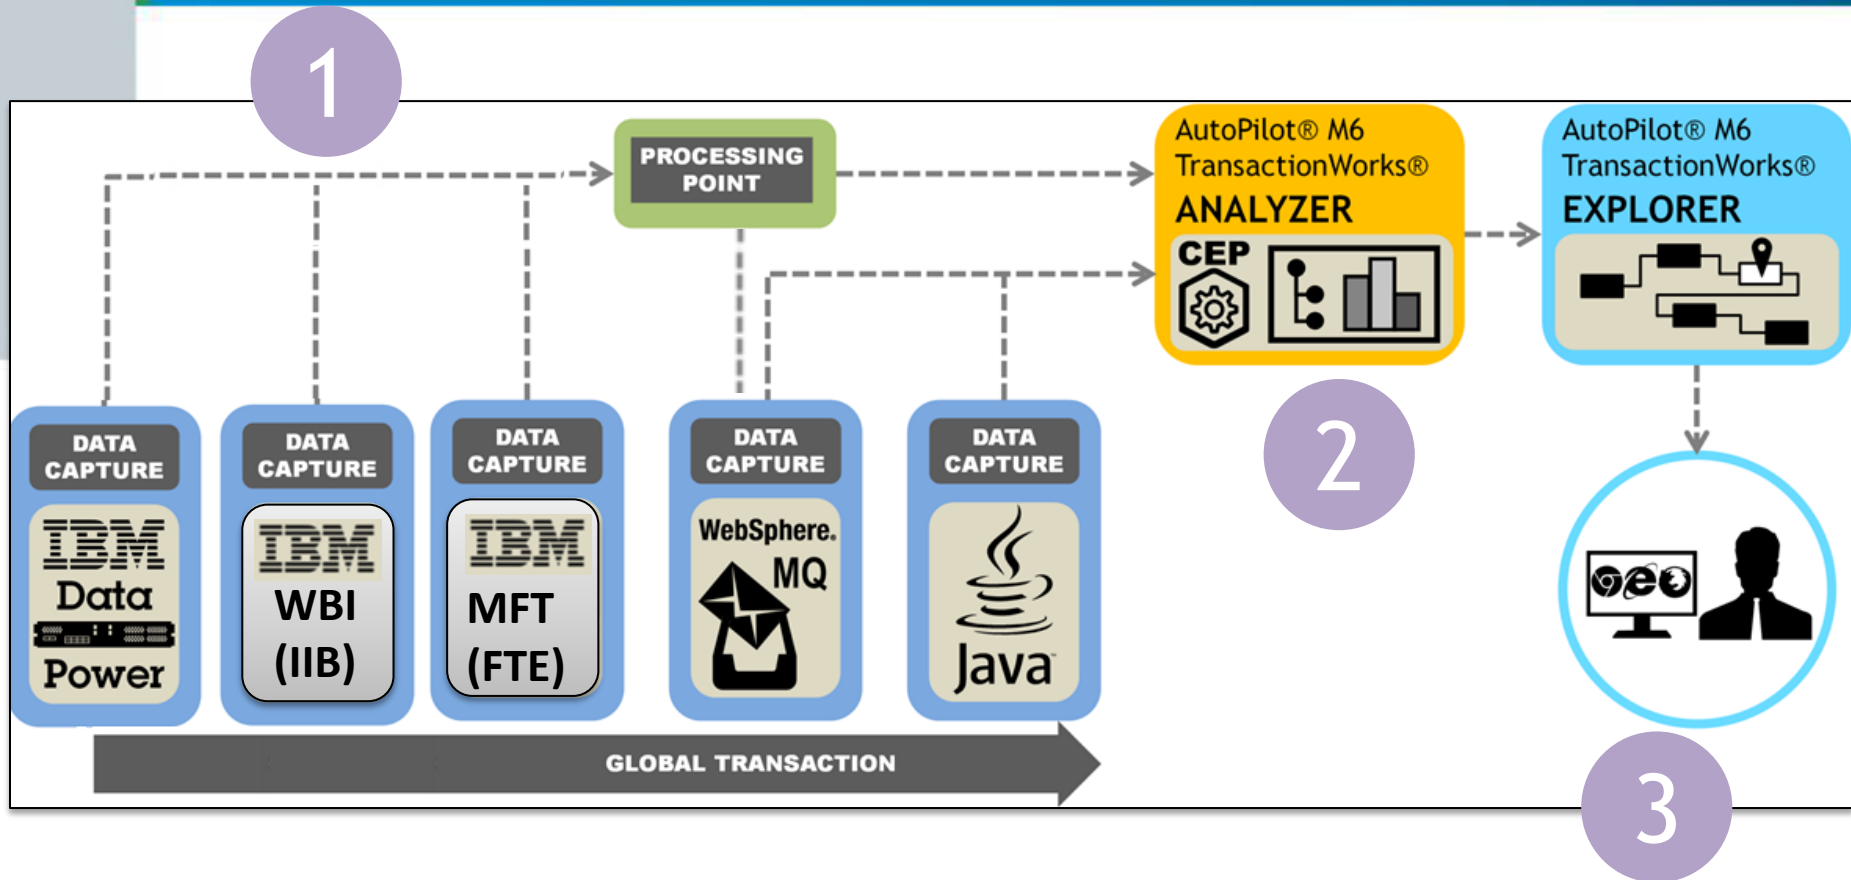 1
PROCESSING
POINT
AutoPilot® M6
TransactionWorks®
ANALYZER
CEP
AutoPilot® M6
TransactionWorks®
EXPLORER
2
DATA
CAPTURE
IBM
Data
Power
DATA
CAPTURE
IBM
WBI
(IIB)
DATA
CAPTURE
IBM
MFT
(FTE)
DATA
CAPTURE
WebSphere.
MQ
DATA
CAPTURE
Java™
GLOBAL TRANSACTION
3